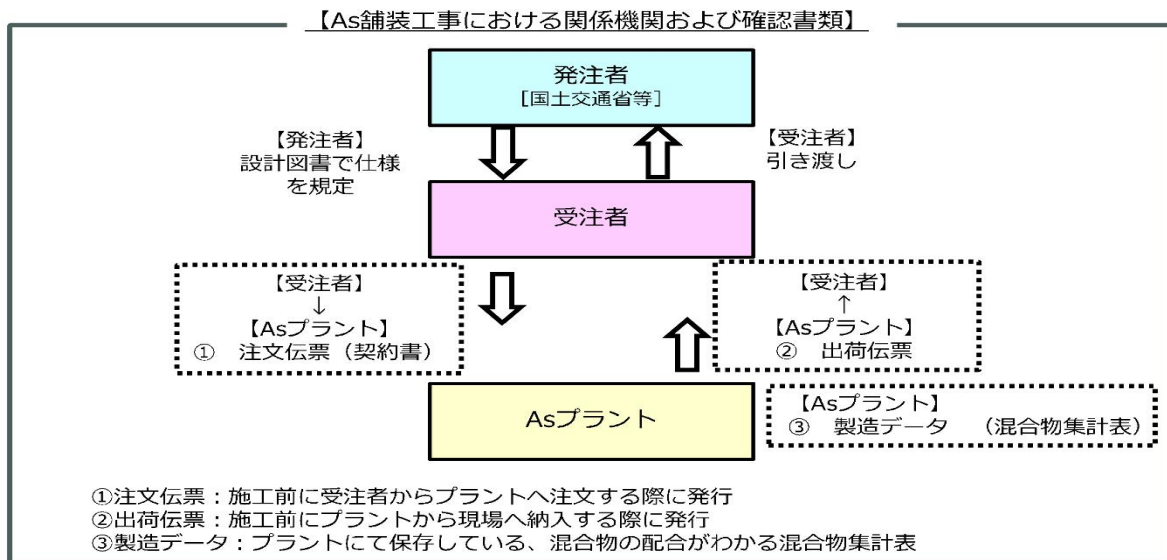 【As舗装工事における関係機関および確認書類】
発注者
[国土交通省等]
【発注者】
設計図書で仕様
を規定
【受注者】
引き渡し
受注者
【受注者】
↓
【Asプラント】
① 注文伝票（契約書）
【受注者】
↑
【Asプラント】
② 出荷伝票
Asプラント
【Asプラント】
③ 製造データ （混合物集計表）
①注文伝票：施工前に受注者からプラントへ注文する際に発行
②出荷伝票：施工前にプラントから現場へ納入する際に発行
③製造データ：プラントにて保存している、混合物の配合がわかる混合物集計表